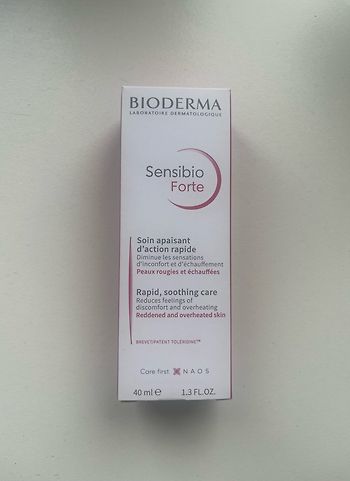 BIODERMA
LABORATOIRE DERMATOLOGIQUE
Sensibio
Forte
Soin apaisant
d'action rapide
Diminue les sensations
d'inconfort et d'échauffement
Peaux rougies et échauffées
Rapid, soothing care
Reduces feelings of
discomfort and overheating
Reddened and overheated skin
BREVET/PATENT TOLERIDINE™
Care first NAOS
40 ml ℮ 1.3 FL.OZ.